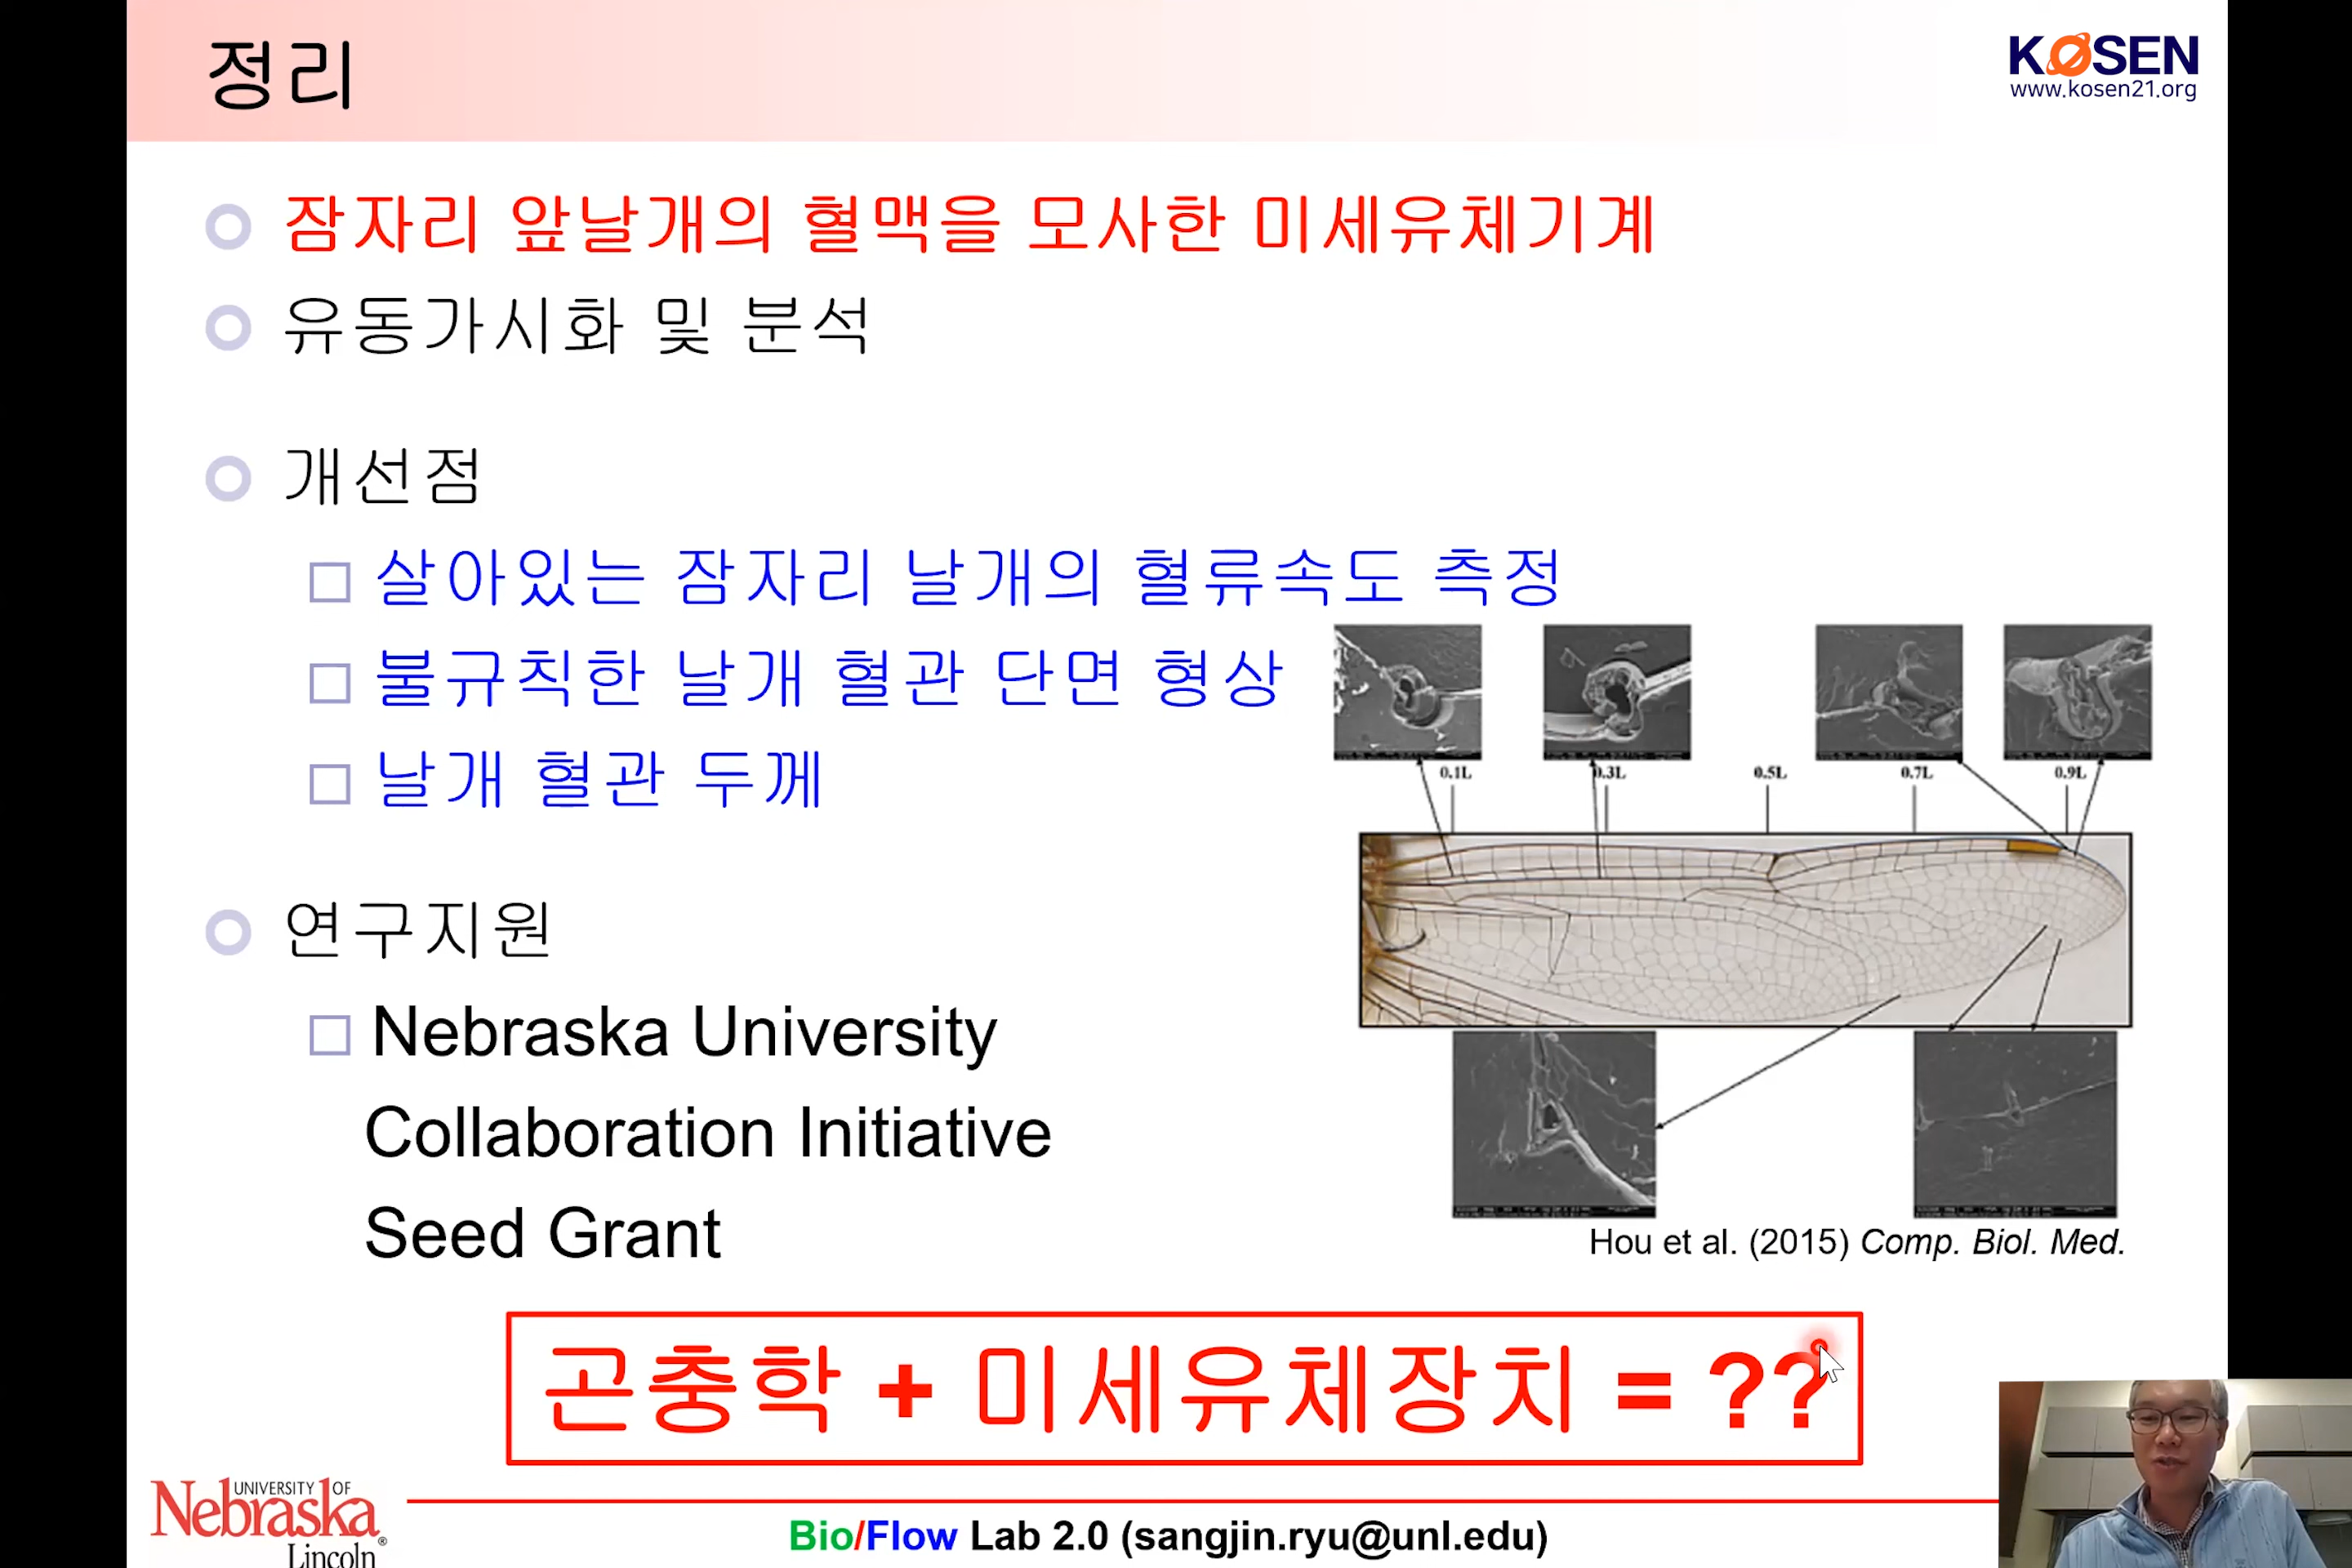 정리
KOSEN
www.kosen21.org
잠자리 앞날개의 혈맥을 모사한 미세유체기계
유동가시화 및 분석
개선점
살아있는 잠자리 날개의 혈류속도 측정
불규칙한 날개 혈관 단면 형상
날개 혈관 두께
0.1L 0.3L 0.5L 0.7L 0.9L
연구지원
Nebraska University
Collaboration Initiative
Seed Grant
Hou et al. (2015) Comp. Biol. Med.
곤충학 + 미세유체장치 = ??
UNIVERSITY OF
Nebraska®
Lincoln
Bio/Flow Lab 2.0 (sangjin.ryu@unl.edu)